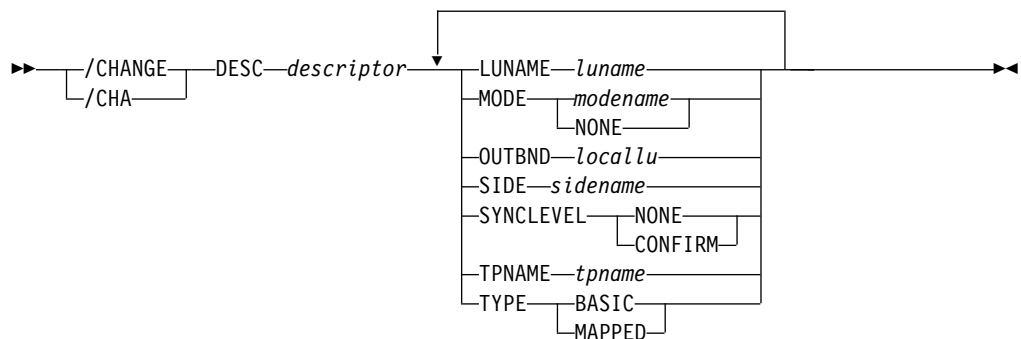 /CHANGE DESC descriptor LUNAME luname
/CHA MODE modename
NONE
OUTBND locallu
SIDE sidename
SYNCLEVEL NONE
CONFIRM
TPNAME tpname
TYPE BASIC
MAPPED